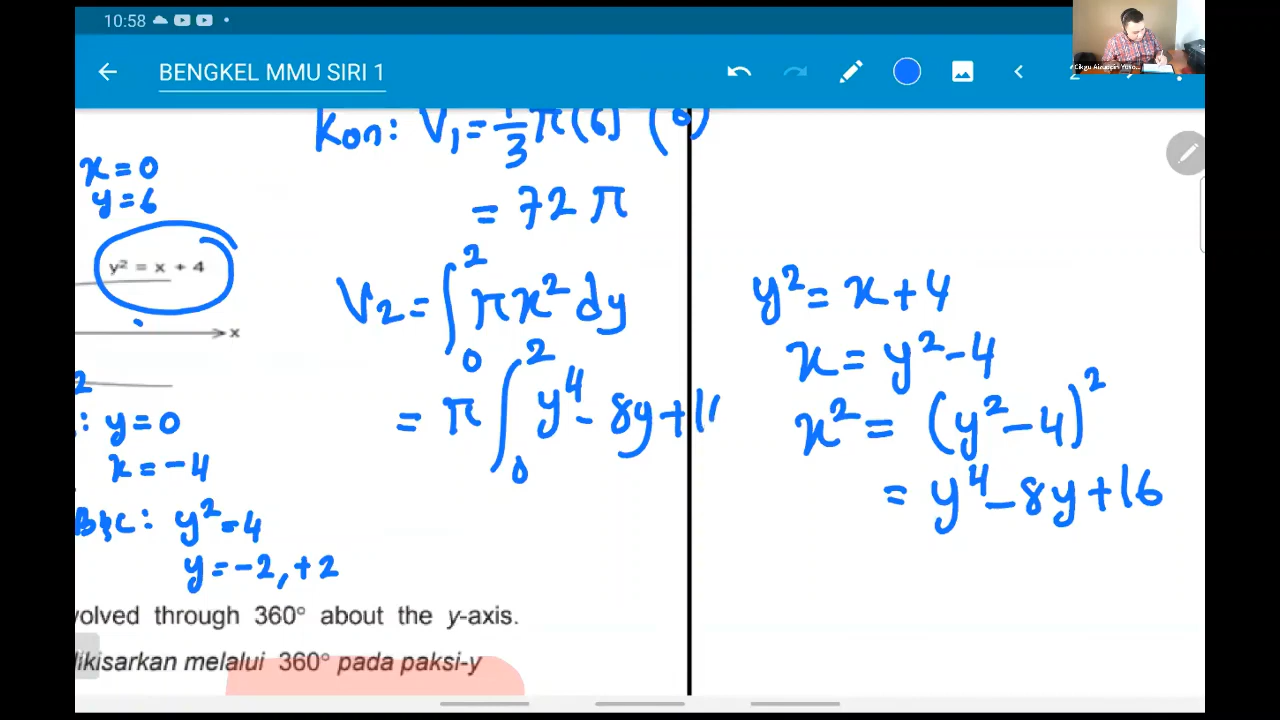 10:58
BENGKEL MMU SIRI 1
Kon: V₁ = 1/3 π(6) (6)
= 72 π
x = 0
y = 6
y² = x + 4
x
V₂ = ∫₀² πx² dy
= π ∫₀² y⁴ - 8y + 1
2
: y = 0
x = -4
B&C: y² = 4
y = -2, +2
y² = x + 4
x = y² - 4
x² = (y² - 4)²
= y⁴ - 8y + 16
volved through 360° about the y-axis.
dikisarkan melalui 360° pada paksi-y